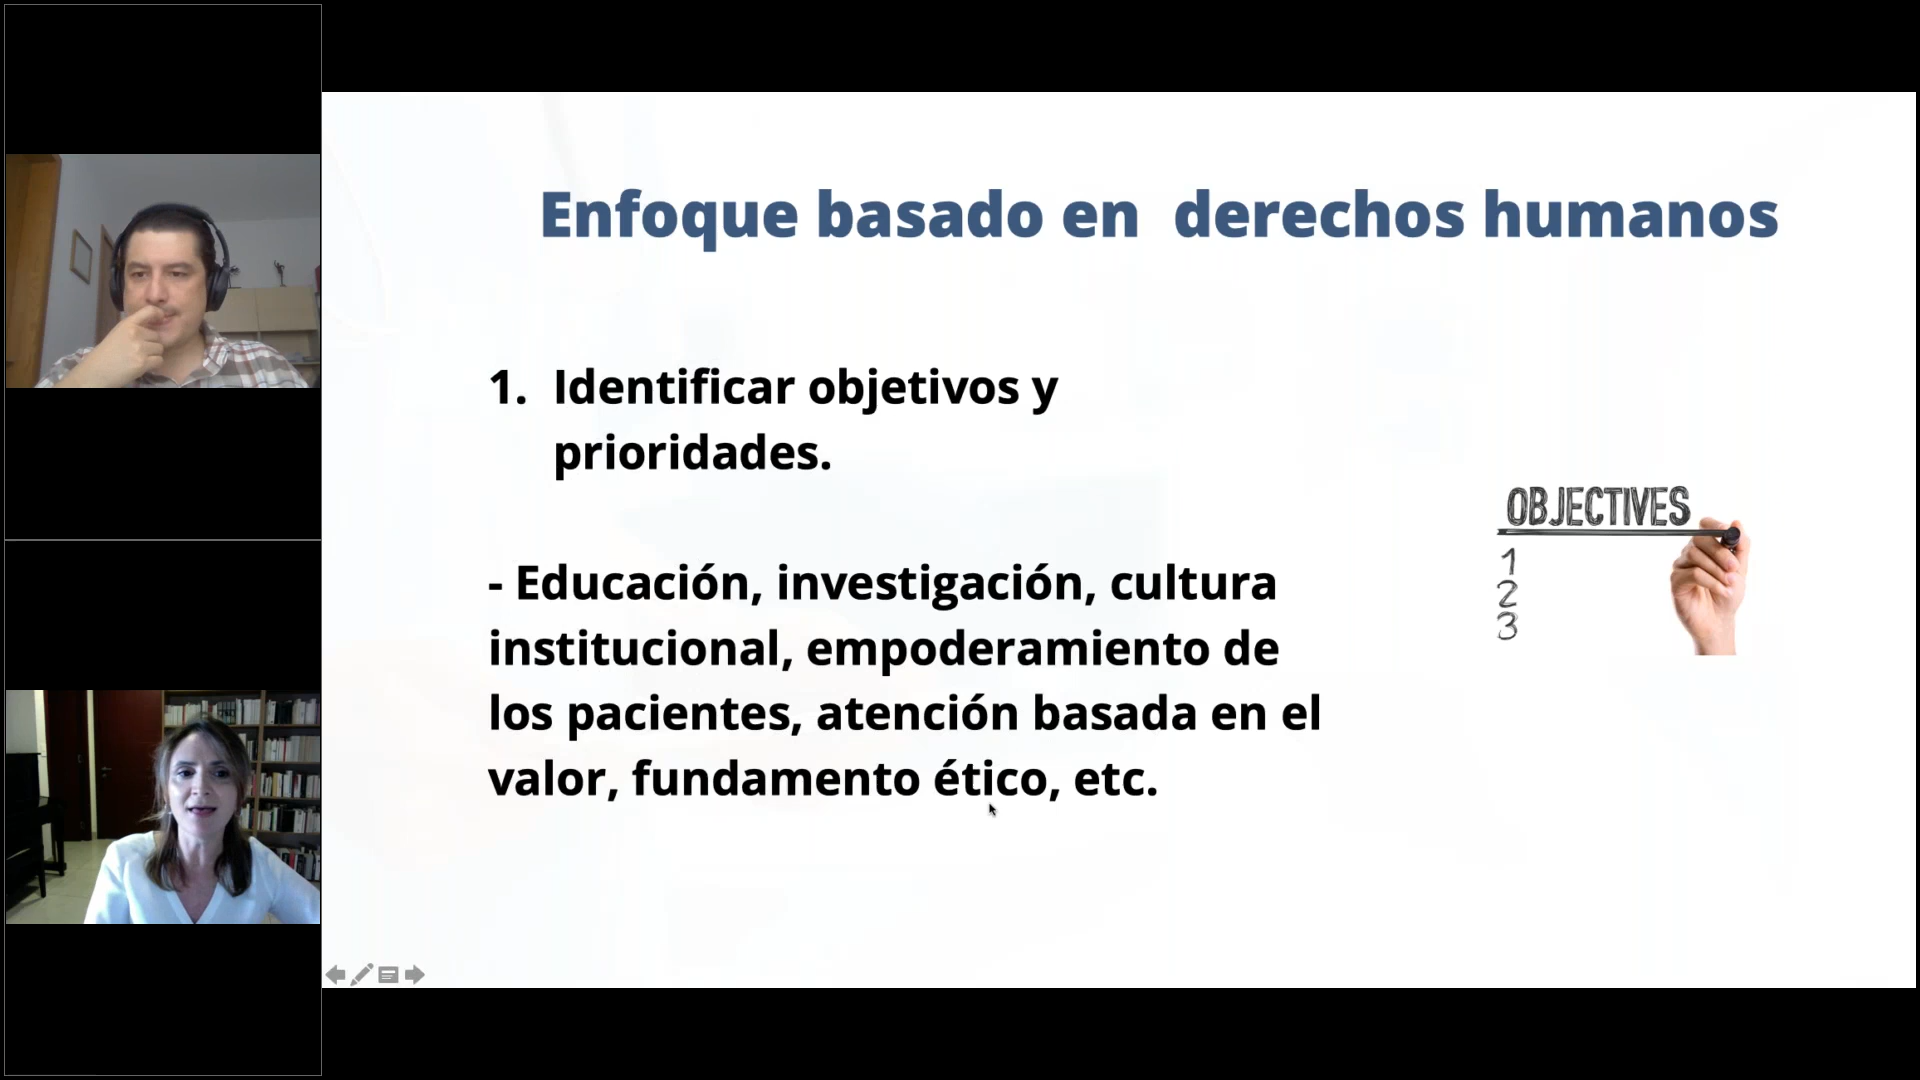 Enfoque basado en  derechos humanos
1. Identificar objetivos y
prioridades.
- Educación, investigación, cultura
institucional, empoderamiento de
los pacientes, atención basada en el
valor, fundamento ético, etc.
OBJECTIVES
1
2
3